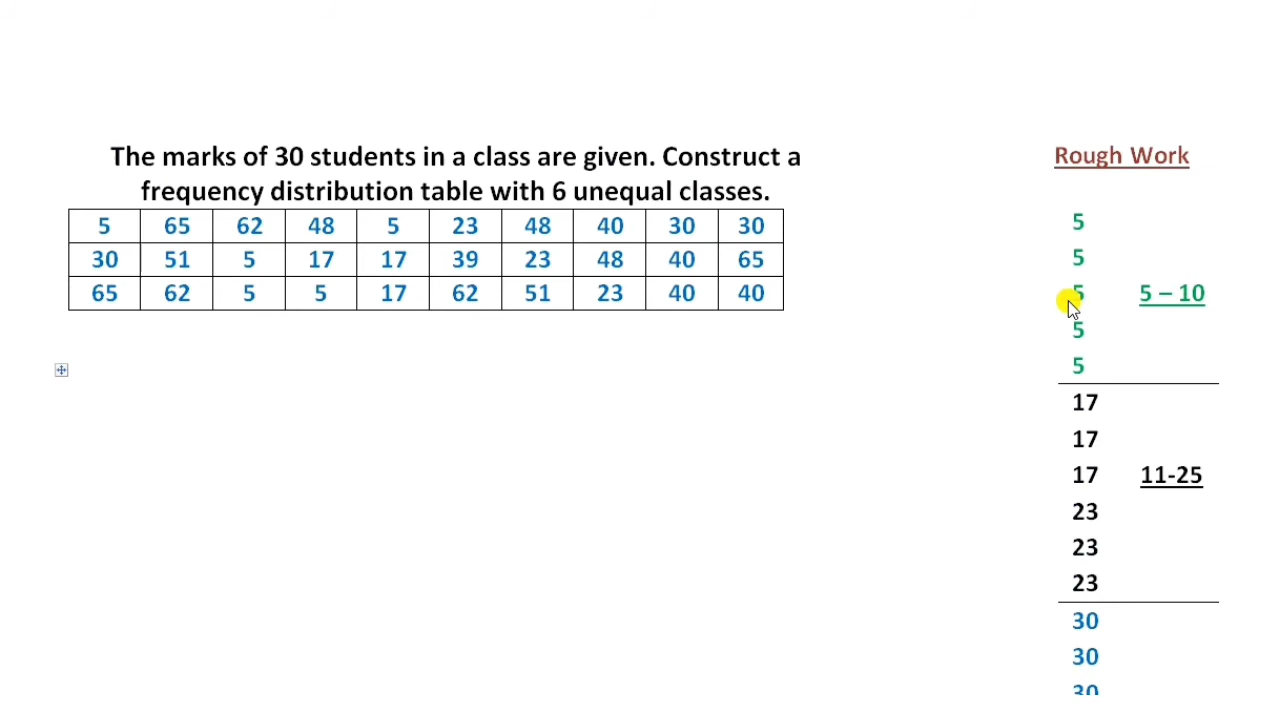 The marks of 30 students in a class are given. Construct a
frequency distribution table with 6 unequal classes.
5 65 62 48 5 23 48 40 30 30
30 51 5 17 17 39 23 48 40 65
65 62 5 5 17 62 51 23 40 40
Rough Work
5
5
5 5 – 10
5
5
17
17
17 11-25
23
23
23
30
30
30